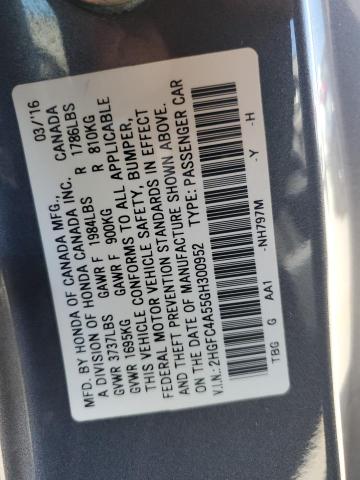 MFD. BY HONDA OF CANADA MFG., 03/'16
A DIVISION OF HONDA CANADA INC. CANADA
GVWR 3737LBS GAWR F 1984LBS R 1786LBS
GVWR 1695KG GAWR F 900KG R 810KG
THIS VEHICLE CONFORMS TO ALL APPLICABLE
FEDERAL MOTOR VEHICLE SAFETY, BUMPER,
AND THEFT PREVENTION STANDARDS IN EFFECT
ON THE DATE OF MANUFACTURE SHOWN ABOVE.
V.I.N.: 2HGFC4A55GH300952 TYPE: PASSENGER CAR
TBG G AA1 -NH797M -Y -H